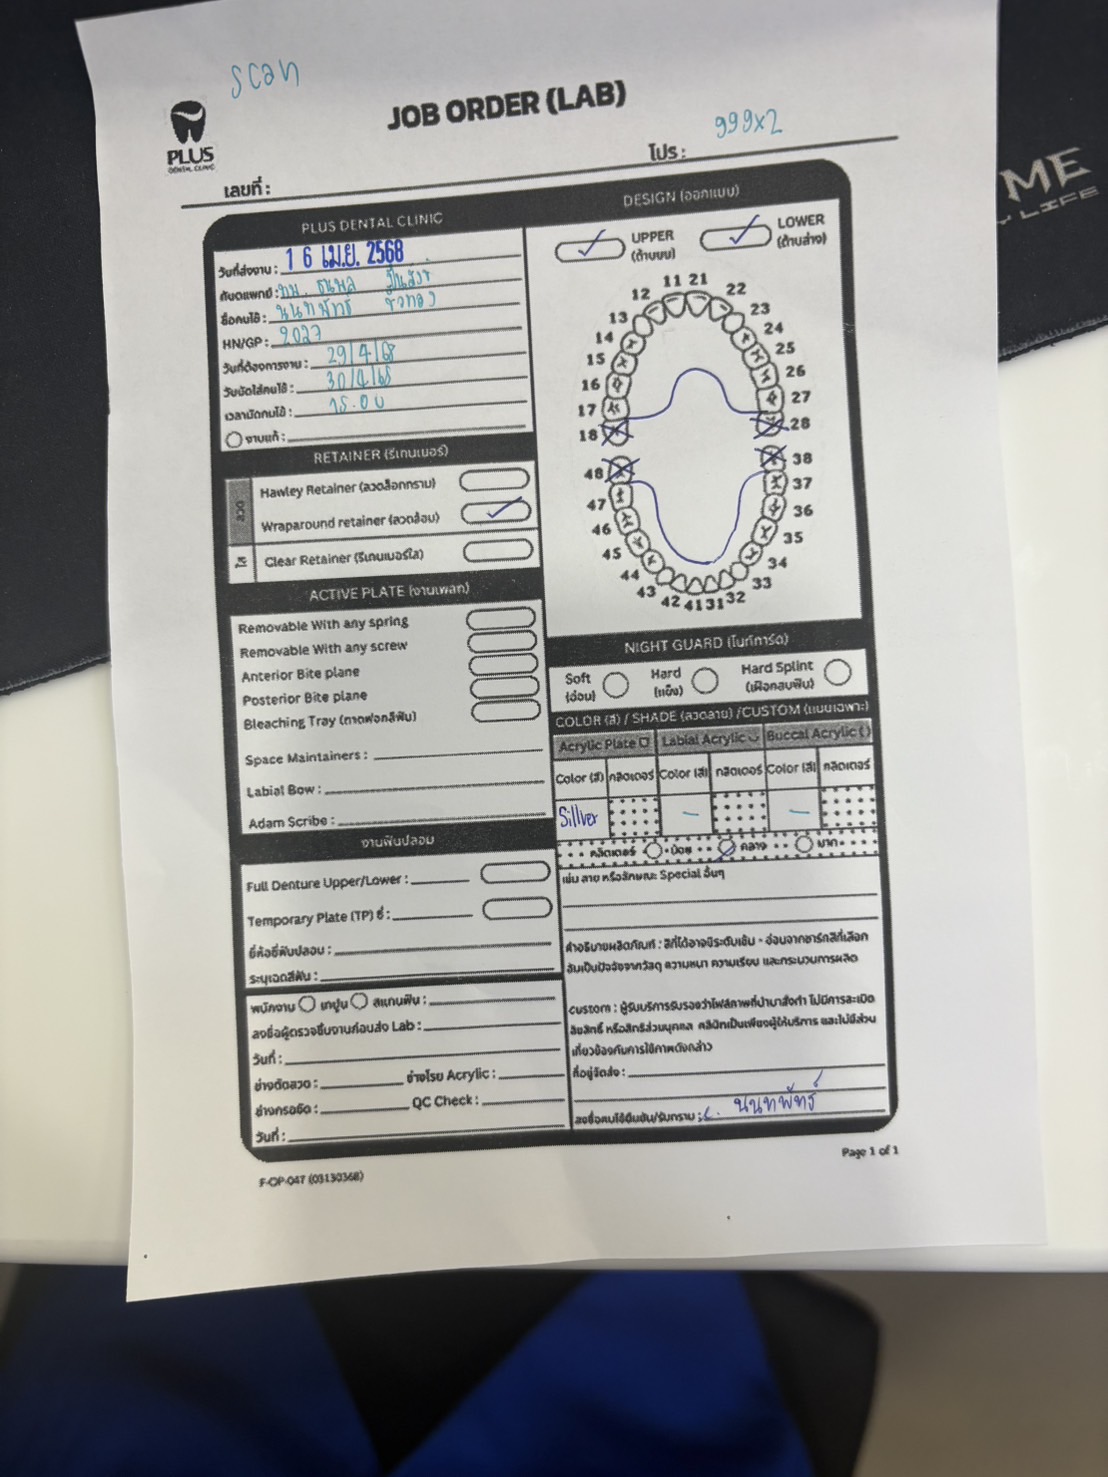 scan
PLUS
DENTAL CLINIC
JOB ORDER (LAB)
เลขที่ :
โปร : 999x2
PLUS DENTAL CLINIC
วันที่ส่งงาน : 16 เม.ย. 2568
ทันตแพทย์ : ทพ.
ชื่อคนไข้ : นนทพัทธ์
HN/GP : 2027
วันที่ต้องการงาน : 29/4/68
วันนัดใส่คนไข้ : 30/4/68
เวลานัดคนไข้ : 15.00
งานแก้ :
RETAINER (รีเทนเนอร์)
ลวด
Hawley Retainer (ลวดล็อกกราม)
Wraparound retainer (ลวดล้อม)
ใส
Clear Retainer (รีเทนเนอร์ใส)
ACTIVE PLATE (งานเพลท)
Removable With any spring
Removable With any screw
Anterior Bite plane
Posterior Bite plane
Bleaching Tray (ถาดฟอกสีฟัน)
Space Maintainers :
Labial Bow :
Adam Scribe :
งานฟันปลอม
Full Denture Upper/Lower :
Temporary Plate (TP) ซี่ :
ยี่ห้อซี่ฟันปลอม :
ระบุเฉดสีฟัน :
พนักงาน เทปูน สแกนฟัน :
ลงชื่อผู้ตรวจชิ้นงานก่อนส่ง Lab :
วันที่ :
ช่างดัดลวด : ช่างโรย Acrylic :
ช่างกรอขัด : QC Check :
วันที่ :
DESIGN (ออกแบบ)
UPPER (ด้านบน)
LOWER (ด้านล่าง)
11 21
12 22
13 23
14 24
15 25
16 26
17 27
18 28
48 38
47 37
46 36
45 35
44 34
43 33
42 41 31 32
NIGHT GUARD (ไนท์การ์ด)
Soft (อ่อน)
Hard (แข็ง)
Hard Splint (เฝือกสบฟัน)
COLOR (สี) / SHADE (ลวดลาย) /CUSTOM (แบบเฉพาะ)
Acrylic Plate Labial Acrylic Buccal Acrylic
Color (สี) กลิตเตอร์ Color (สี) กลิตเตอร์ Color (สี) กลิตเตอร์
Sillver - -
กลิตเตอร์ น้อย กลาง มาก
เช่น ลาย หรือลักษณะ Special อื่นๆ
คำอธิบายผลิตภัณฑ์ : สีที่ได้อาจมีระดับเข้ม - อ่อนจากชาร์ทสีที่เลือก
อันเป็นปัจจัยจากวัสดุ ความหนา ความเรียบ และกระบวนการผลิต
custom : ผู้รับบริการรับรองว่าไฟล์ภาพที่นำมาสั่งทำ ไม่มีการละเมิด
ลิขสิทธิ์ หรือสิทธิส่วนบุคคล คลินิกเป็นเพียงผู้ให้บริการ และไม่มีส่วน
เกี่ยวข้องกับการใช้ภาพดังกล่าว
ที่อยู่จัดส่ง :
ลงชื่อคนไข้ยืนยัน/รับทราบ : นนทพัทธ์
F-OP-047 (03130368)
Page 1 of 1